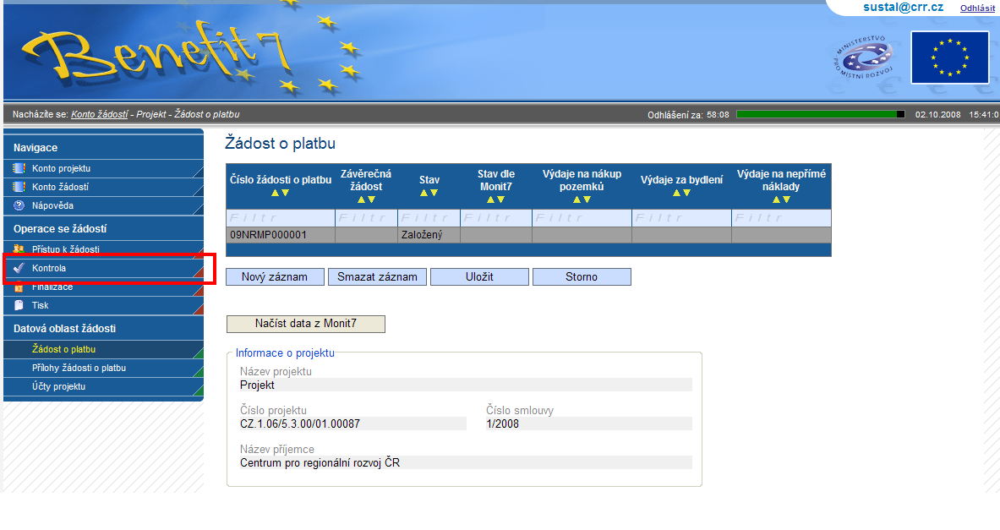 sustal@crr.cz Odhlásit
Benefit 7
MINISTERSTVO
PRO MÍSTNÍ ROZVOJ
Nacházíte se: Konto žádostí - Projekt - Žádost o platbu
Odhlášení za: 58:08 02.10.2008 15:41:0
Navigace
Konto projektu
Konto žádostí
Nápověda
Operace se žádostí
Přístup k žádosti
Kontrola
Finalizace
Tisk
Datová oblast žádosti
Žádost o platbu
Přílohy žádosti o platbu
Účty projektu
Žádost o platbu
Číslo žádosti o platbu Závěrečná žádost Stav Stav dle Monit7 Výdaje na nákup pozemků Výdaje za bydlení Výdaje na nepřímé náklady
Filtr Filtr Filtr Filtr Filtr Filtr Filtr
09NRMP000001 Založený
Nový záznam Smazat záznam Uložit Storno
Načíst data z Monit7
Informace o projektu
Název projektu
Projekt
Číslo projektu Číslo smlouvy
CZ.1.06/5.3.00/01.00087 1/2008
Název příjemce
Centrum pro regionální rozvoj ČR